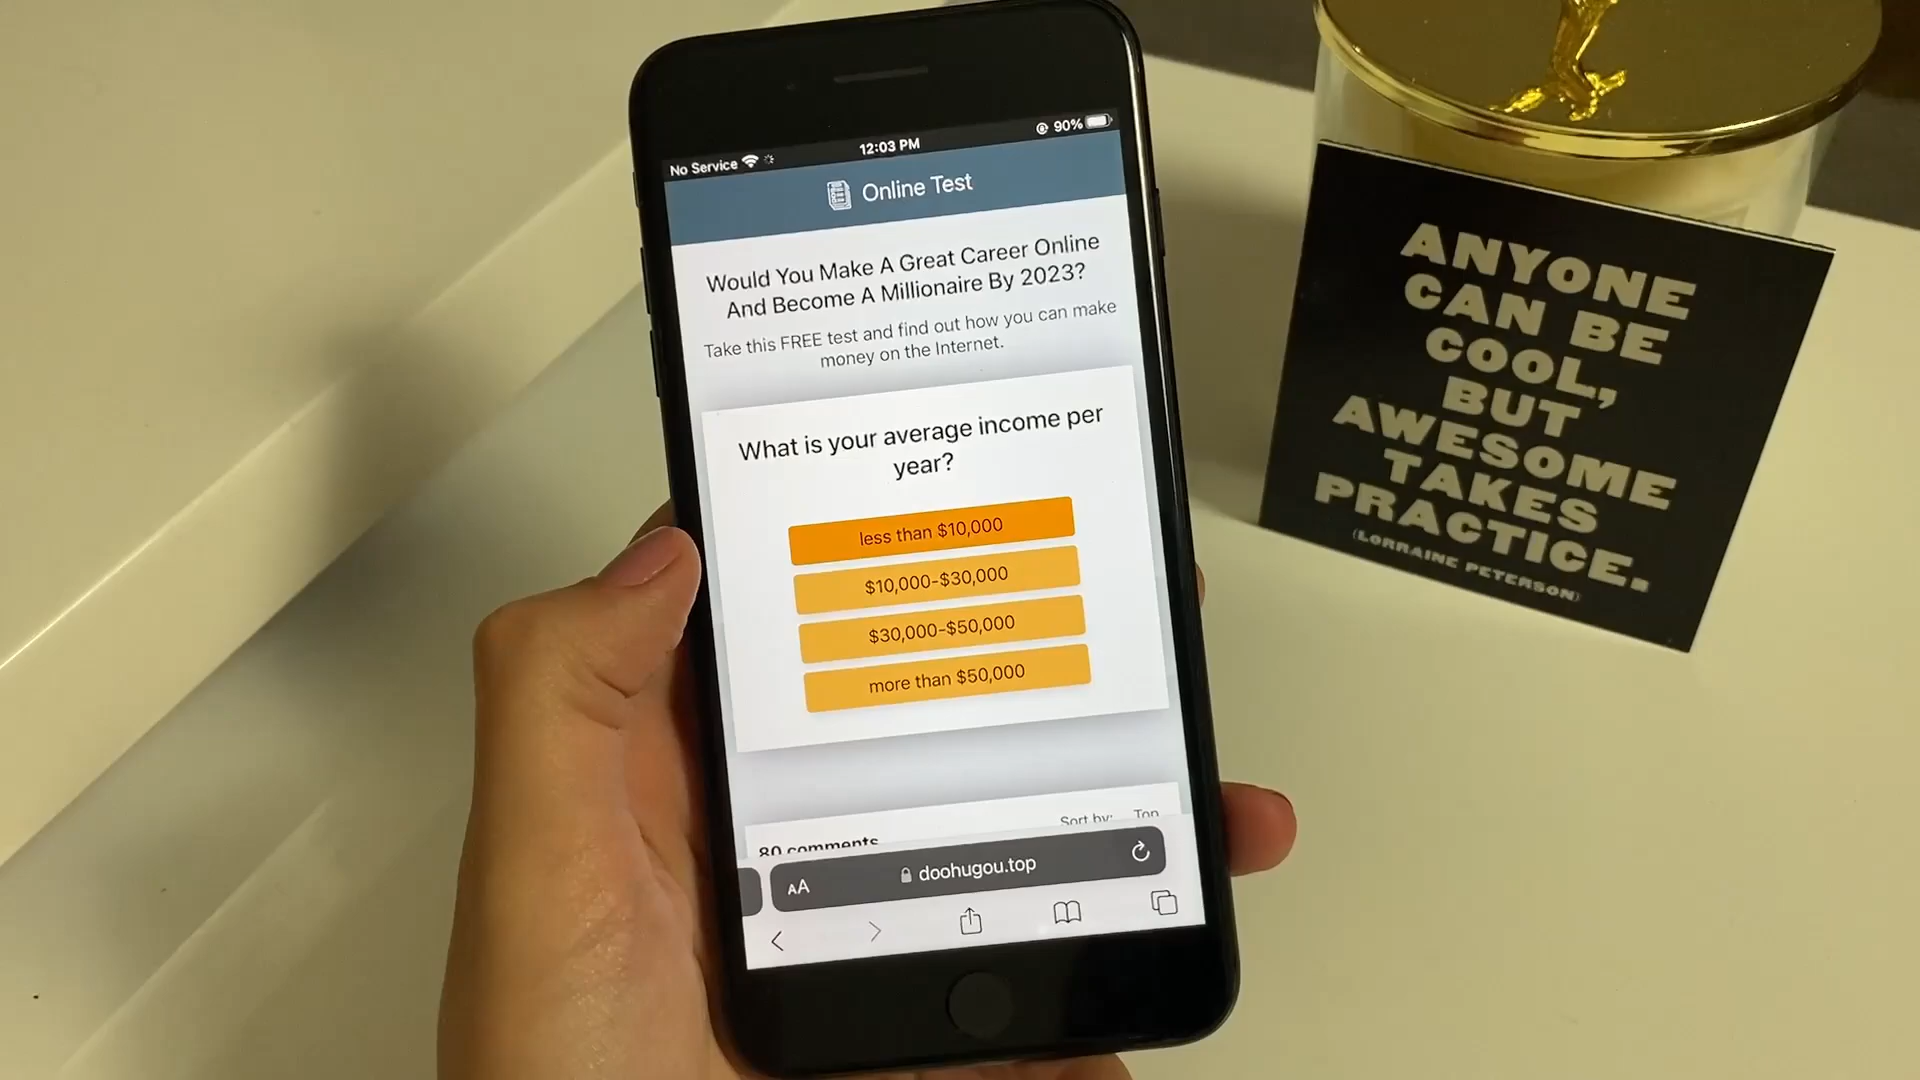 No Service
12:03 PM
90%
Online Test
Would You Make A Great Career Online
And Become A Millionaire By 2023?
Take this FREE test and find out how you can make
money on the Internet.
What is your average income per
year?
less than $10,000
$10,000-$30,000
$30,000-$50,000
more than $50,000
80 comments
Sort by:
Top
AA
doohugou.top
ANYONE
CAN BE
COOL,
BUT
AWESOME
TAKES
PRACTICE.
(LORRAINE PETERSON)